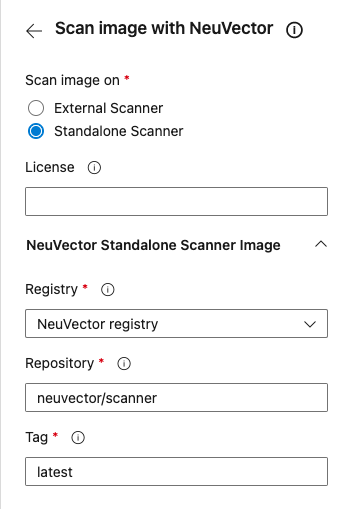 Scan image with NeuVector
Scan image on *
External Scanner
Standalone Scanner
License
NeuVector Standalone Scanner Image
Registry *
NeuVector registry
Repository *
neuvector/scanner
Tag *
latest